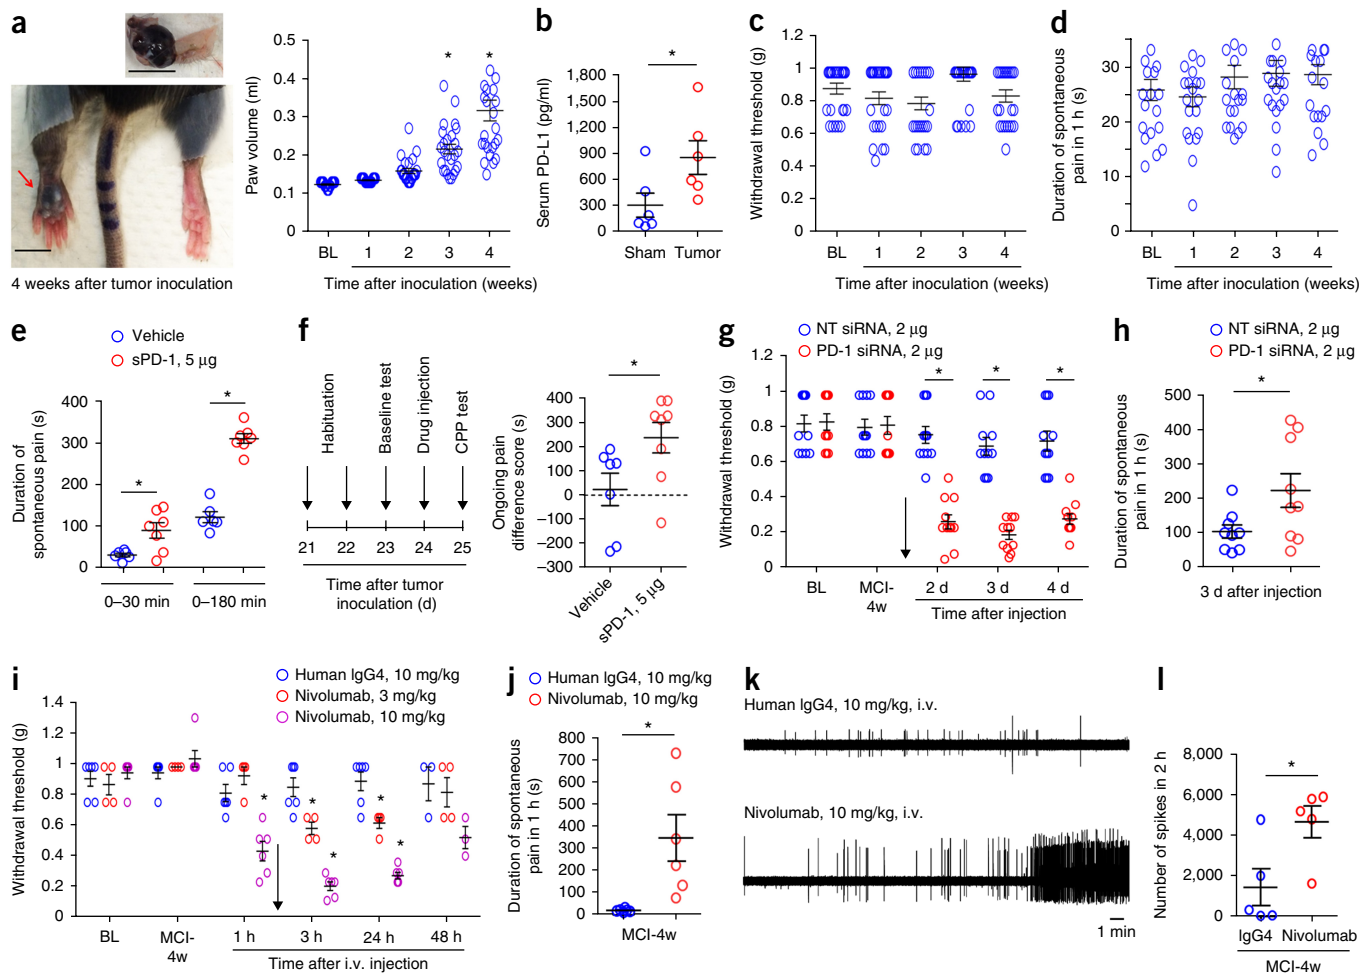 a
4 weeks after tumor inoculation
Paw volume (ml)
0.5
0.4
0.3
0.2
0.1
0
* *
BL 1 2 3 4
Time after inoculation (weeks)
b
Serum PD-L1 (pg/ml)
*
1,800
1,500
1,200
900
600
300
0
Sham Tumor
c
Withdrawal threshold (g)
1.2
1
0.8
0.6
0.4
0.2
0
BL 1 2 3 4
Time after inoculation (weeks)
d
Duration of spontaneous
pain in 1 h (s)
30
20
10
0
BL 1 2 3 4
Time after inoculation (weeks)
e
Vehicle
sPD-1, 5 μg
Duration of
spontaneous pain (s)
400
300
200
100
0
* *
0–30 min 0–180 min
f
Habituation
Baseline test
Drug injection
CPP test
21 22 23 24 25
Time after tumor
inoculation (d)
Ongoing pain
difference score (s)
*
400
300
200
100
0
–100
–200
–300
Vehicle
sPD-1, 5 μg
g
NT siRNA, 2 μg
PD-1 siRNA, 2 μg
Withdrawal threshold (g)
1.2
1
0.8
0.6
0.4
0.2
0
* * *
BL MCI-4w 2 d 3 d 4 d
Time after injection
h
NT siRNA, 2 μg
PD-1 siRNA, 2 μg
Duration of spontaneous
pain in 1 h (s)
500
400
300
200
100
0
*
3 d after injection
i
Human IgG4, 10 mg/kg
Nivolumab, 3 mg/kg
Nivolumab, 10 mg/kg
Withdrawal threshold (g)
1.4
1.2
1
0.8
0.6
0.4
0.2
0
* * * * *
BL MCI-4w 1 h 3 h 24 h 48 h
Time after i.v. injection
j
Human IgG4, 10 mg/kg
Nivolumab, 10 mg/kg
Duration of spontaneous
pain in 1 h (s)
800
700
600
500
400
300
200
100
0
*
MCI-4w
k
Human IgG4, 10 mg/kg, i.v.
Nivolumab, 10 mg/kg, i.v.
1 min
l
Number of spikes in 2 h
8,000
6,000
4,000
2,000
0
*
IgG4 Nivolumab
MCI-4w